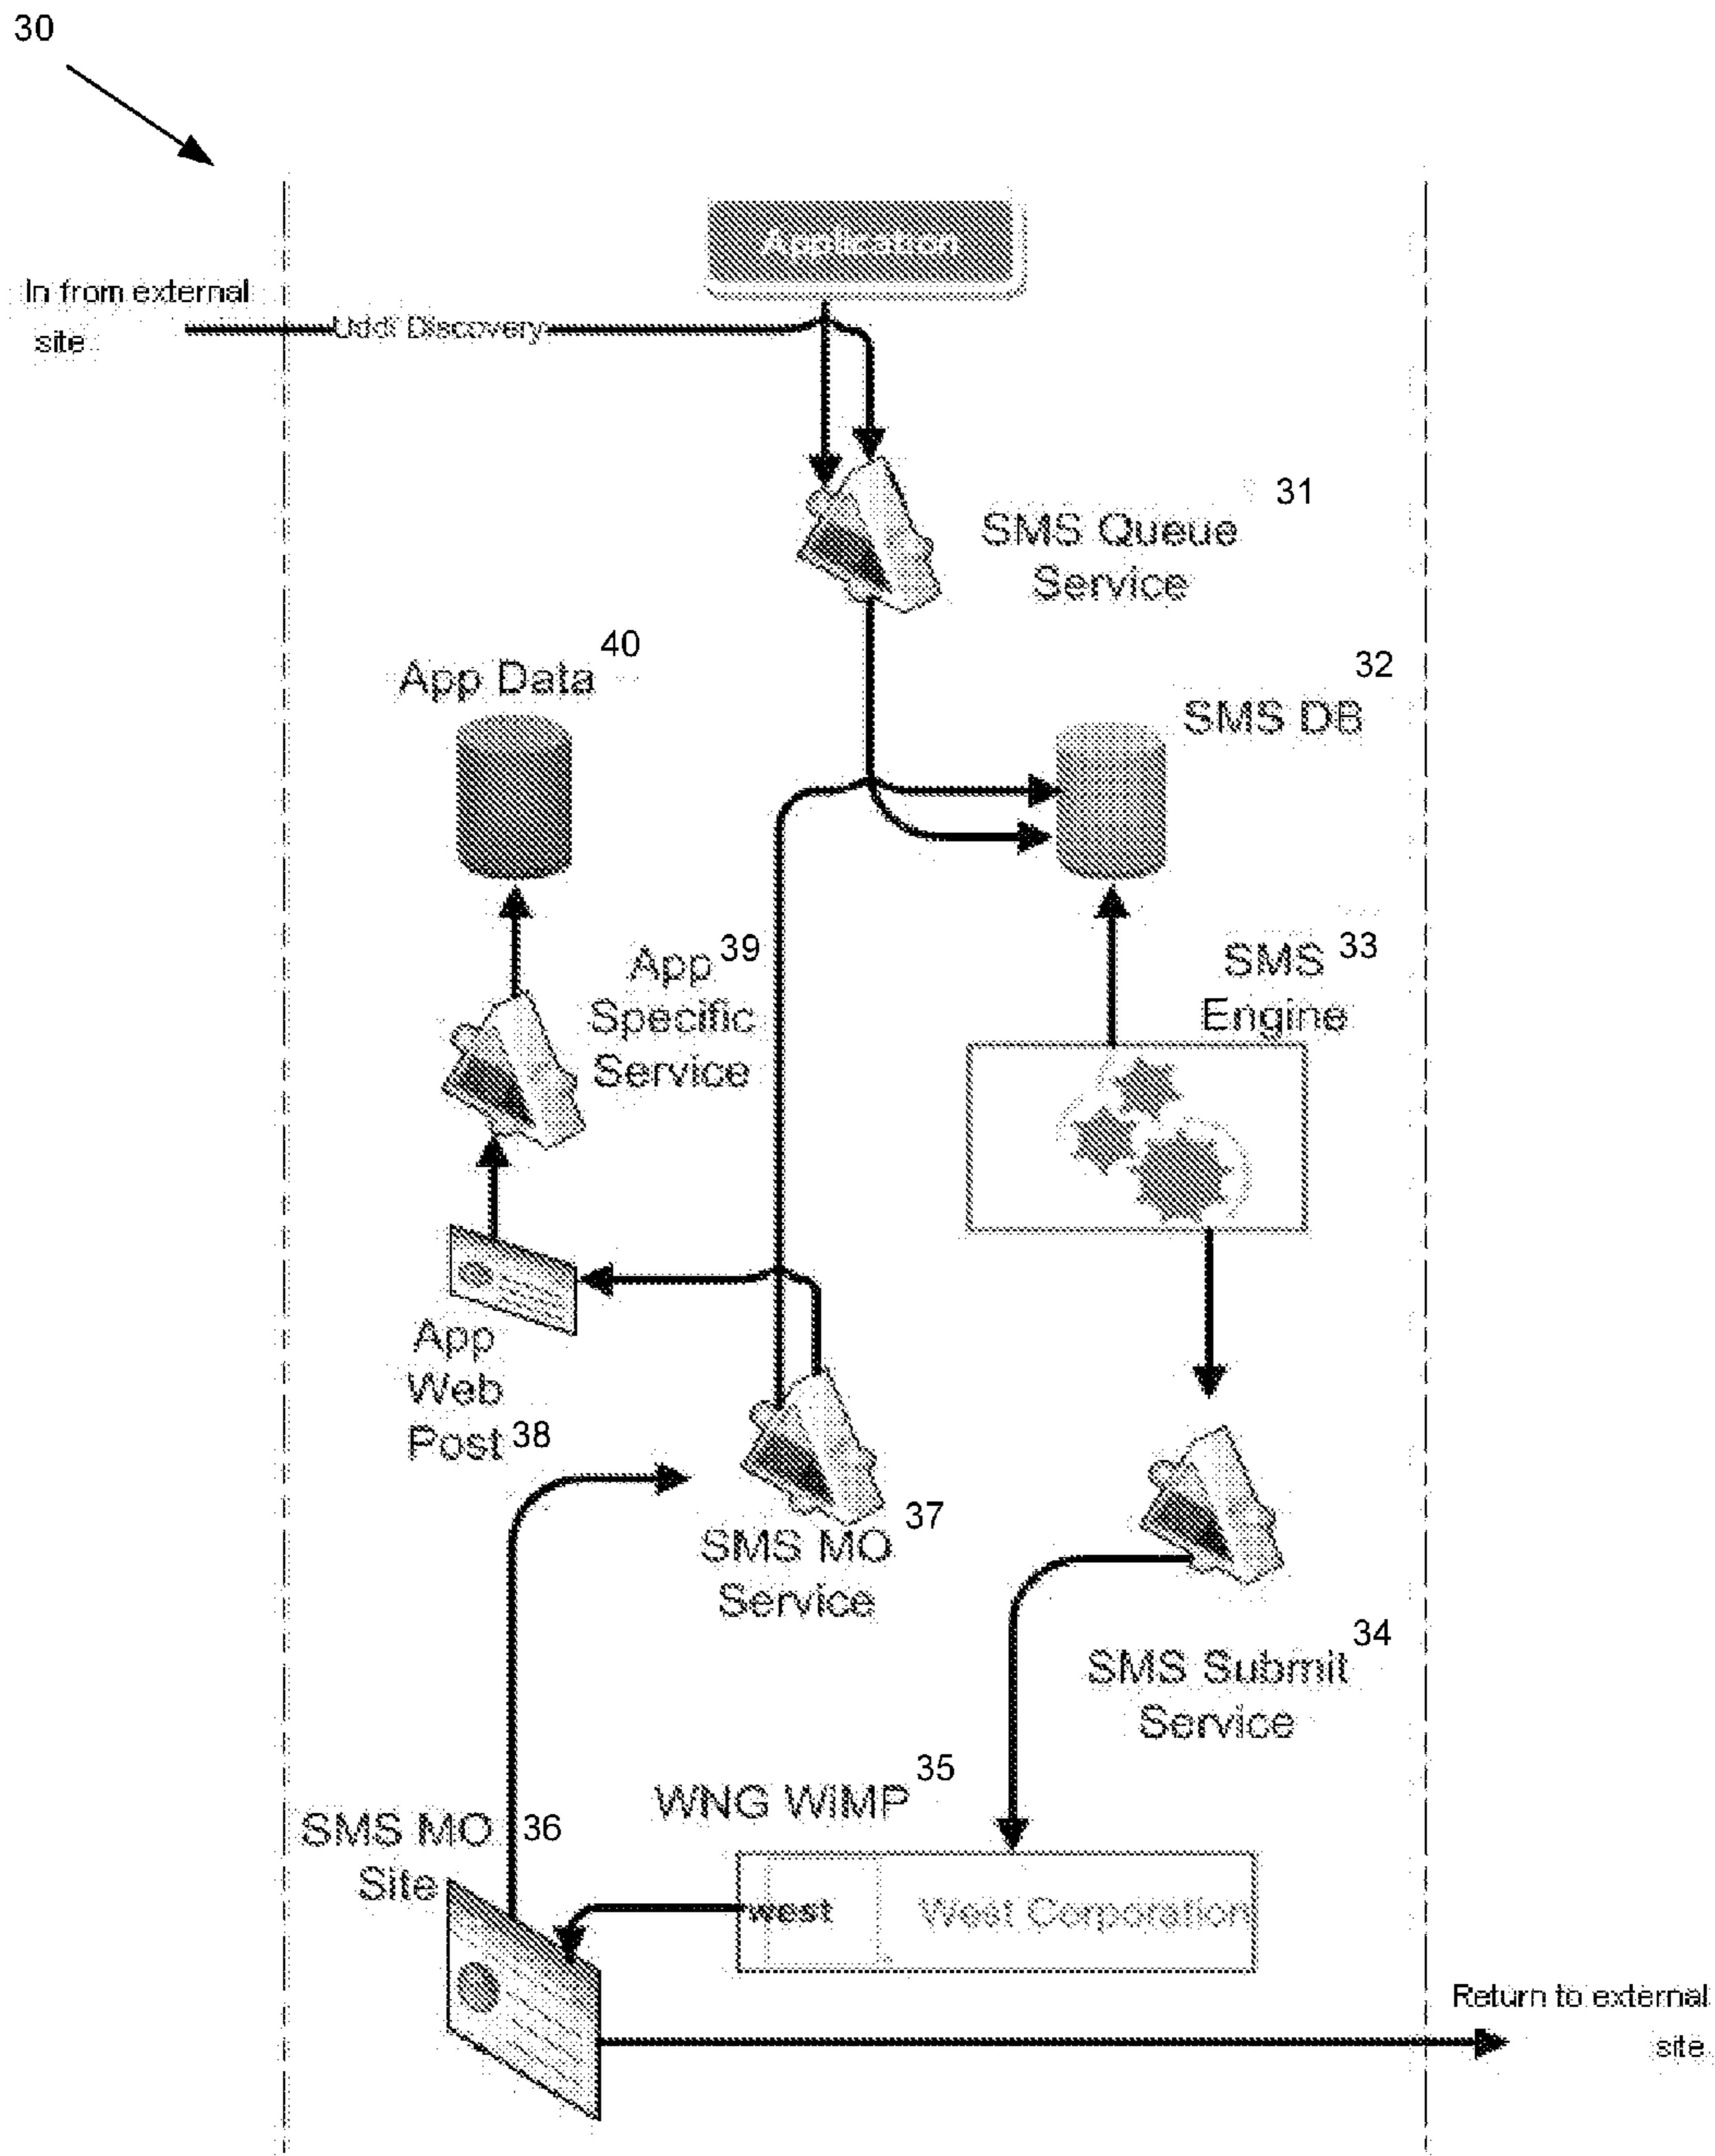 30
Application
In from external
site
Uddi Discovery
31
SMS Queue
Service
40
App Data
32
SMS DB
39
App
Specific
Service
33
SMS
Engine
App
Web
Post 38
37
SMS MO
Service
34
SMS Submit
Service
35
WNG WIMP
SMS MO 36
Site
west
West Corporation
Return to external
site